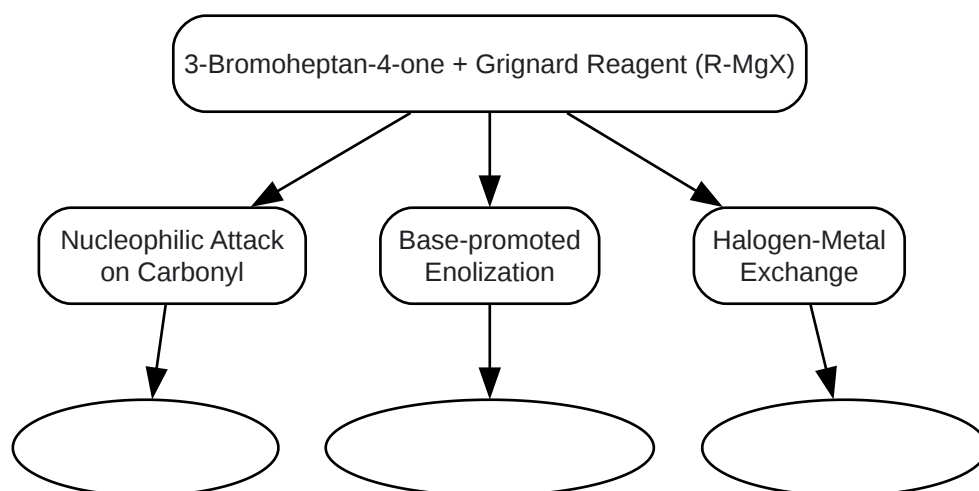 3-Bromoheptan-4-one + Grignard Reagent (R-MgX)
Nucleophilic Attack
on Carbonyl
Base-promoted
Enolization
Halogen-Metal
Exchange